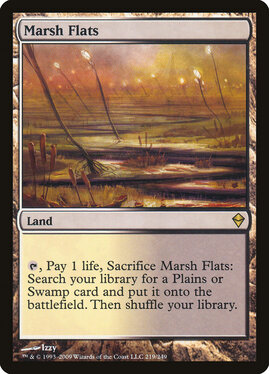 Marsh Flats
Land
, Pay 1 life, Sacrifice Marsh Flats:
Search your library for a Plains or
Swamp card and put it onto the
battlefield. Then shuffle your library.
Izzy
™ & © 1993–2009 Wizards of the Coast LLC 219/249